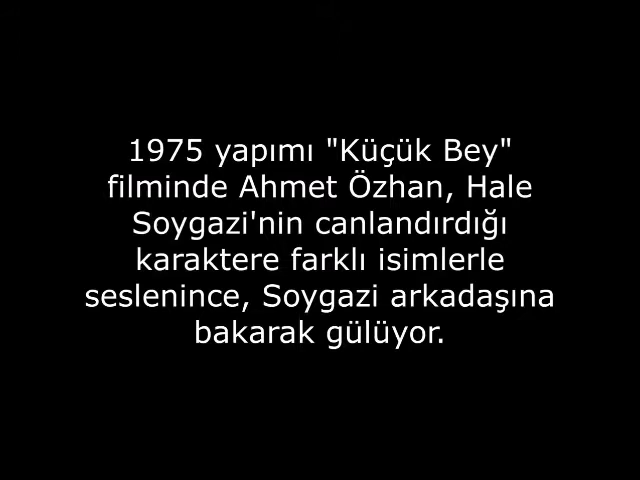 1975 yapımı "Küçük Bey"
filminde Ahmet Özhan, Hale
Soygazi'nin canlandırdığı
karaktere farklı isimlerle
seslenince, Soygazi arkadaşına
bakarak gülüyor.